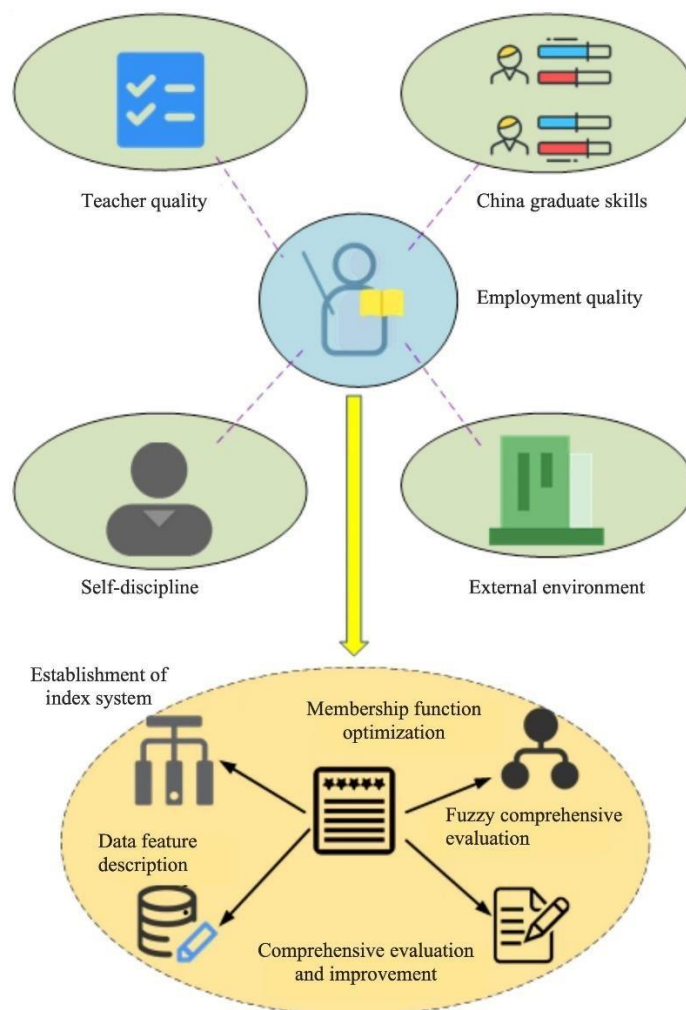 Teacher quality
China graduate skills
Employment quality
Self-discipline
External environment
Establishment of
index system
Membership function
optimization
Data feature
description
Fuzzy comprehensive
evaluation
Comprehensive evaluation
and improvement